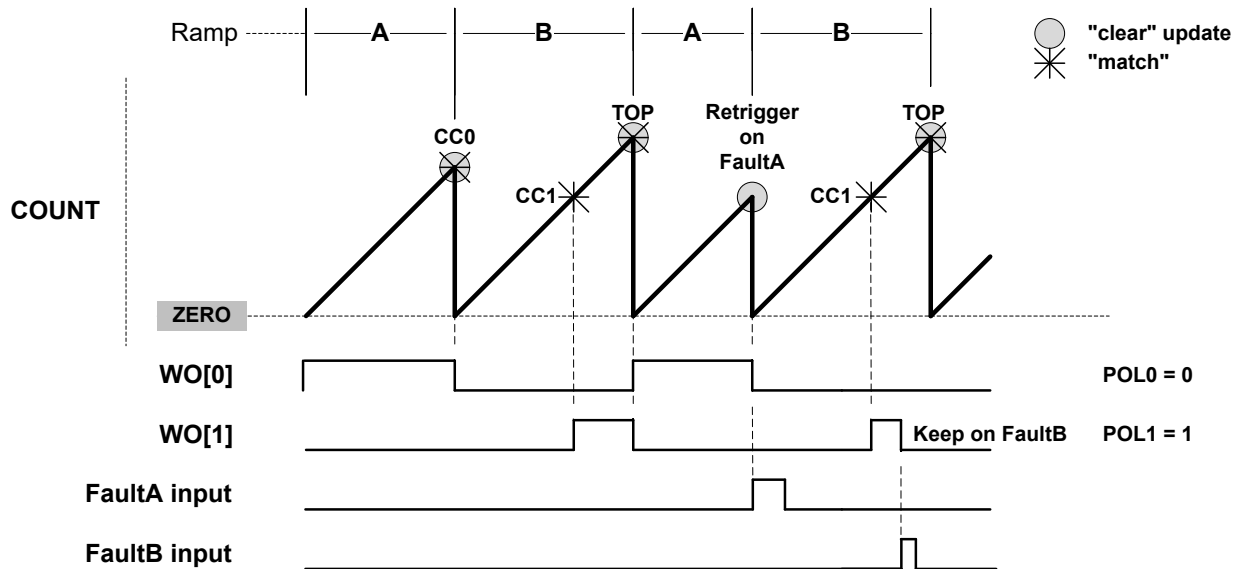 Ramp
A
B
A
B
"clear" update
"match"
CC0
TOP
Retrigger
on
FaultA
TOP
CC1
CC1
COUNT
ZERO
WO[0]
POL0 = 0
WO[1]
Keep on FaultB
POL1 = 1
FaultA input
FaultB input